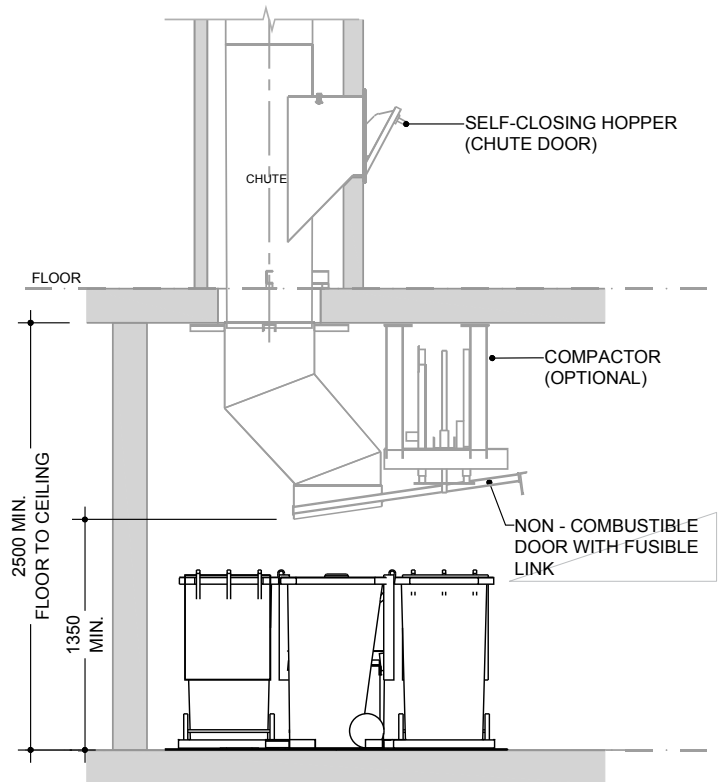 SELF-CLOSING HOPPER
(CHUTE DOOR)
CHUTE
FLOOR
COMPACTOR
(OPTIONAL)
2500 MIN.
FLOOR TO CEILING
1350
MIN.
NON - COMBUSTIBLE
DOOR WITH FUSIBLE
LINK